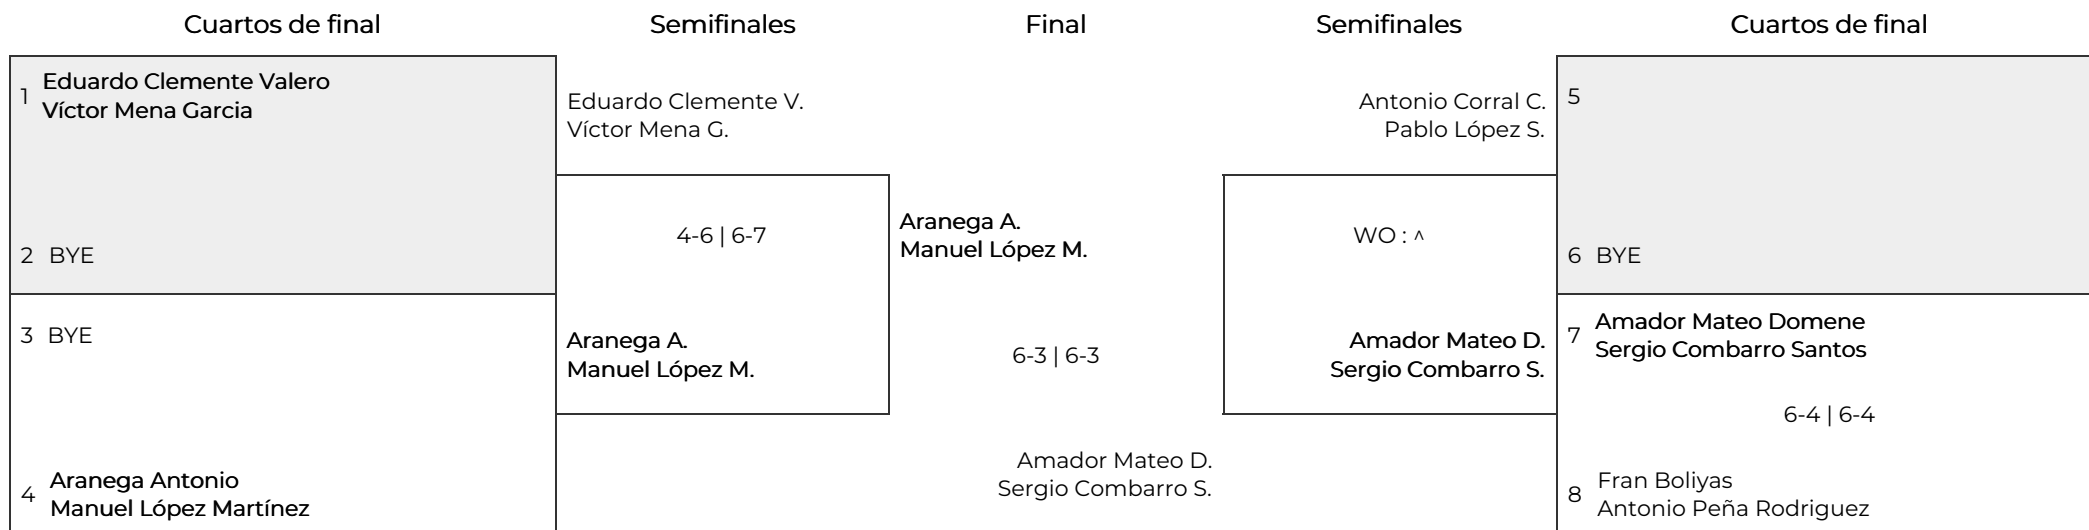 Cuartos de final
Semifinales
Final
Semifinales
Cuartos de final
1
Eduardo Clemente Valero
Víctor Mena Garcia
2 BYE
3 BYE
4
Aranega Antonio
Manuel López Martínez
Eduardo Clemente V.
Víctor Mena G.
4-6 | 6-7
Aranega A.
Manuel López M.
Aranega A.
Manuel López M.
6-3 | 6-3
Amador Mateo D.
Sergio Combarro S.
Antonio Corral C.
Pablo López S.
WO : ^
Amador Mateo D.
Sergio Combarro S.
5
6 BYE
7
Amador Mateo Domene
Sergio Combarro Santos
6-4 | 6-4
8
Fran Boliyas
Antonio Peña Rodriguez